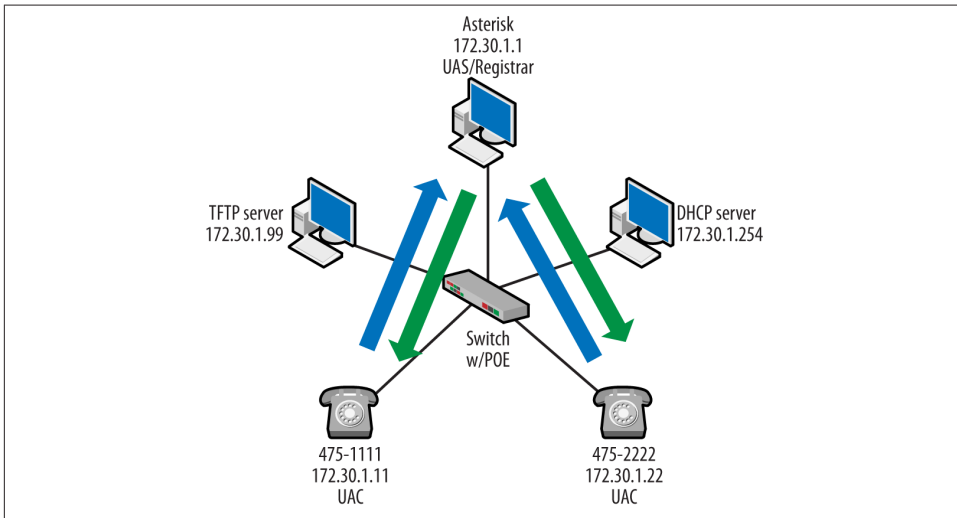 Asterisk
172.30.1.1
UAS/Registrar
TFTP server
172.30.1.99
DHCP server
172.30.1.254
Switch
w/POE
475-1111
172.30.1.11
UAC
475-2222
172.30.1.22
UAC